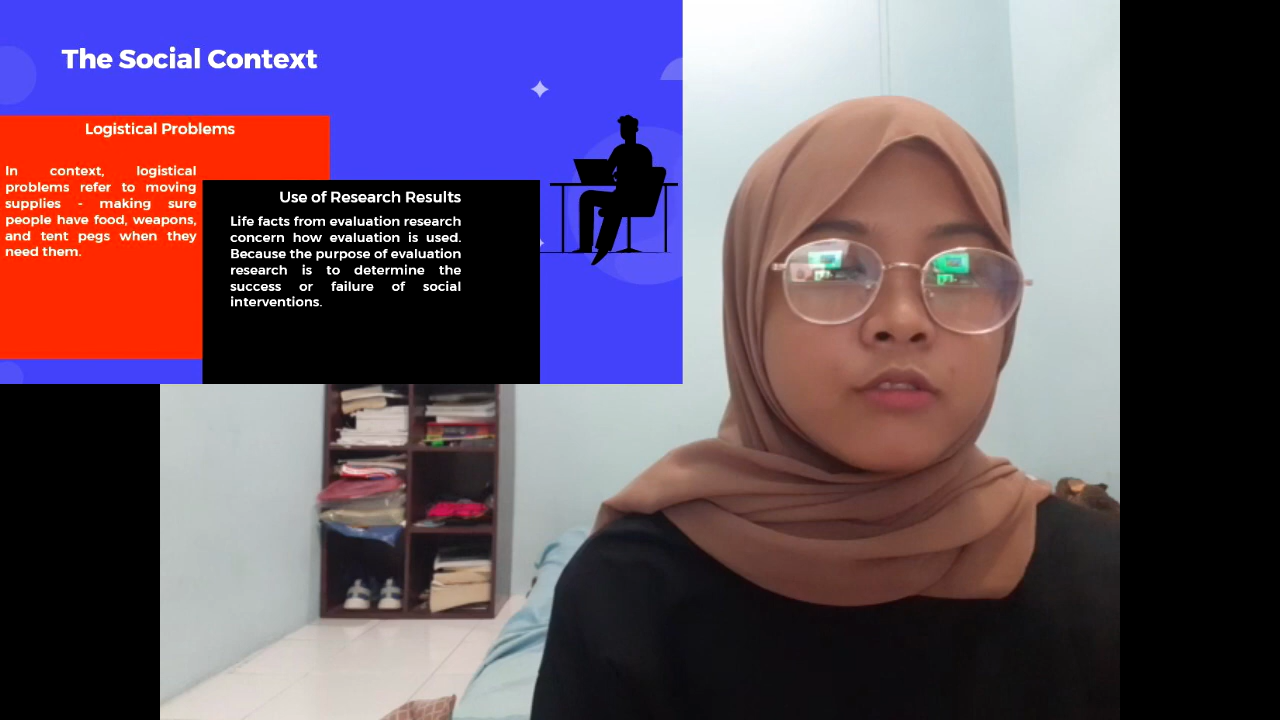 The Social Context
Logistical Problems
In context, logistical
problems refer to moving
supplies - making sure
people have food, weapons,
and tent pegs when they
need them.
Use of Research Results
Life facts from evaluation research
concern how evaluation is used.
Because the purpose of evaluation
research is to determine the
success or failure of social
interventions.